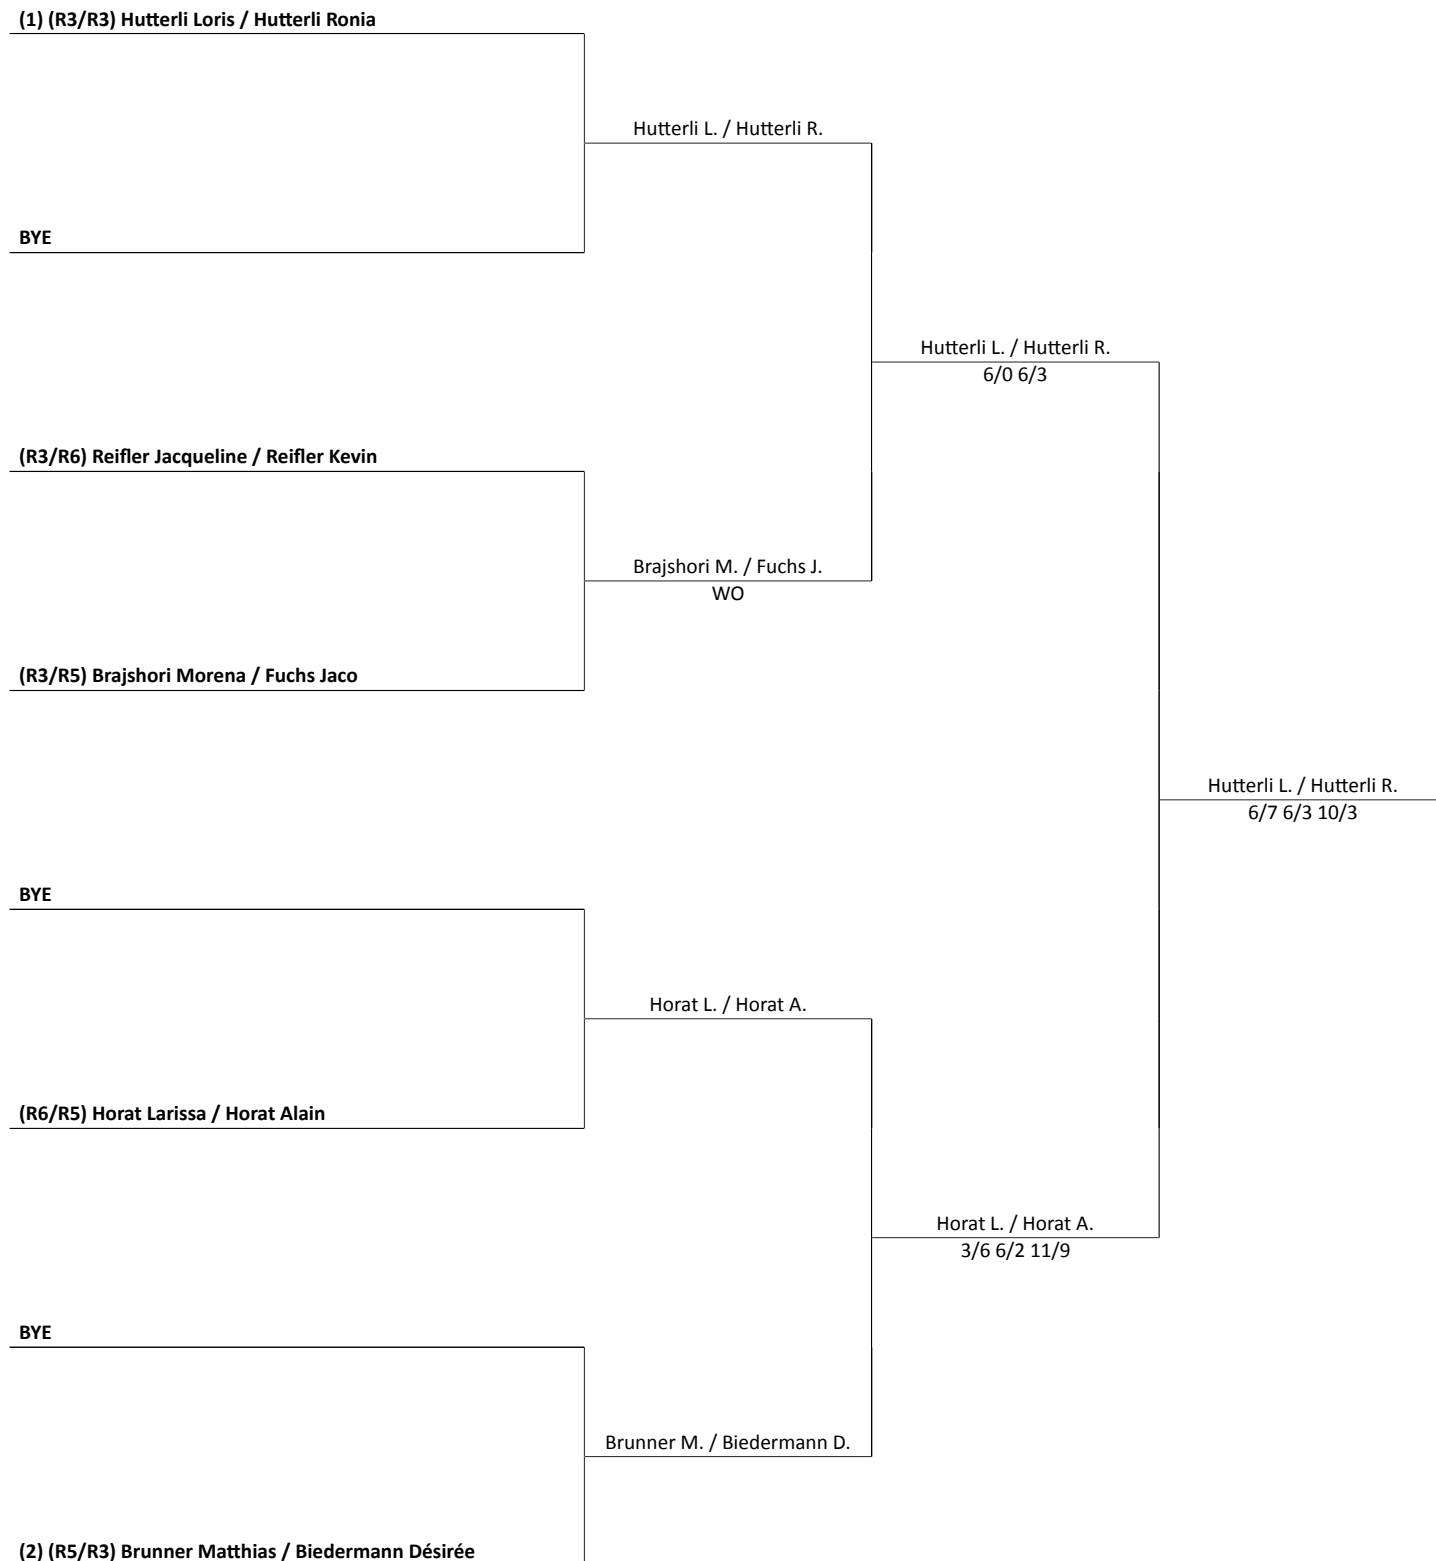 (1) (R3/R3) Hutterli Loris / Hutterli Ronia
Hutterli L. / Hutterli R.
BYE
Hutterli L. / Hutterli R.
6/0 6/3
(R3/R6) Reifler Jacqueline / Reifler Kevin
Brajshori M. / Fuchs J.
WO
(R3/R5) Brajshori Morena / Fuchs Jaco
Hutterli L. / Hutterli R.
6/7 6/3 10/3
BYE
Horat L. / Horat A.
(R6/R5) Horat Larissa / Horat Alain
Horat L. / Horat A.
3/6 6/2 11/9
BYE
Brunner M. / Biedermann D.
(2) (R5/R3) Brunner Matthias / Biedermann Désirée